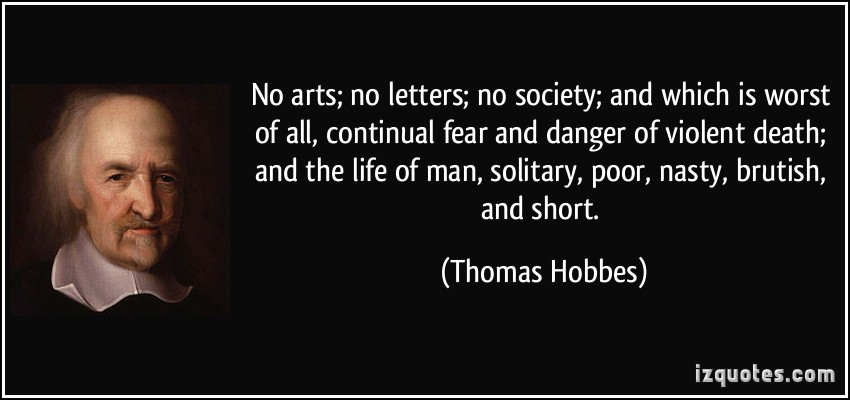 No arts; no letters; no society; and which is worst
of all, continual fear and danger of violent death;
and the life of man, solitary, poor, nasty, brutish,
and short.
(Thomas Hobbes)
izquotes.com